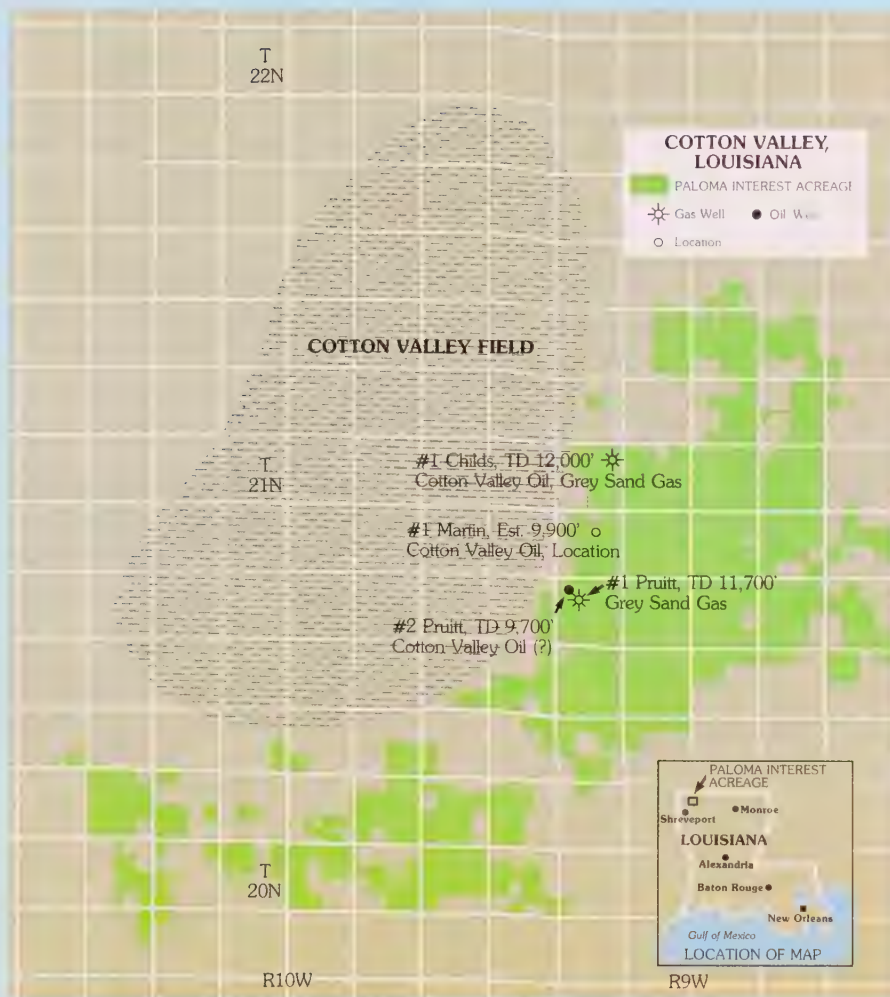 T
22N
COTTON VALLEY,
LOUISIANA
PALOMA INTEREST ACREAGE
Gas Well
Oil Well
Location
COTTON VALLEY FIELD
T
21N
#1 Childs, TD 12,000'
Cotton Valley Oil, Grey Sand Gas
#1 Martin, Est. 9,900'
Cotton Valley Oil, Location
#1 Pruitt, TD 11,700'
Grey Sand Gas
#2 Pruitt, TD 9,700'
Cotton Valley Oil (?)
PALOMA INTEREST
ACREAGE
Monroe
Shreveport
LOUISIANA
Alexandria
Baton Rouge
New Orleans
Gulf of Mexico
LOCATION OF MAP
T
20N
R10W
R9W